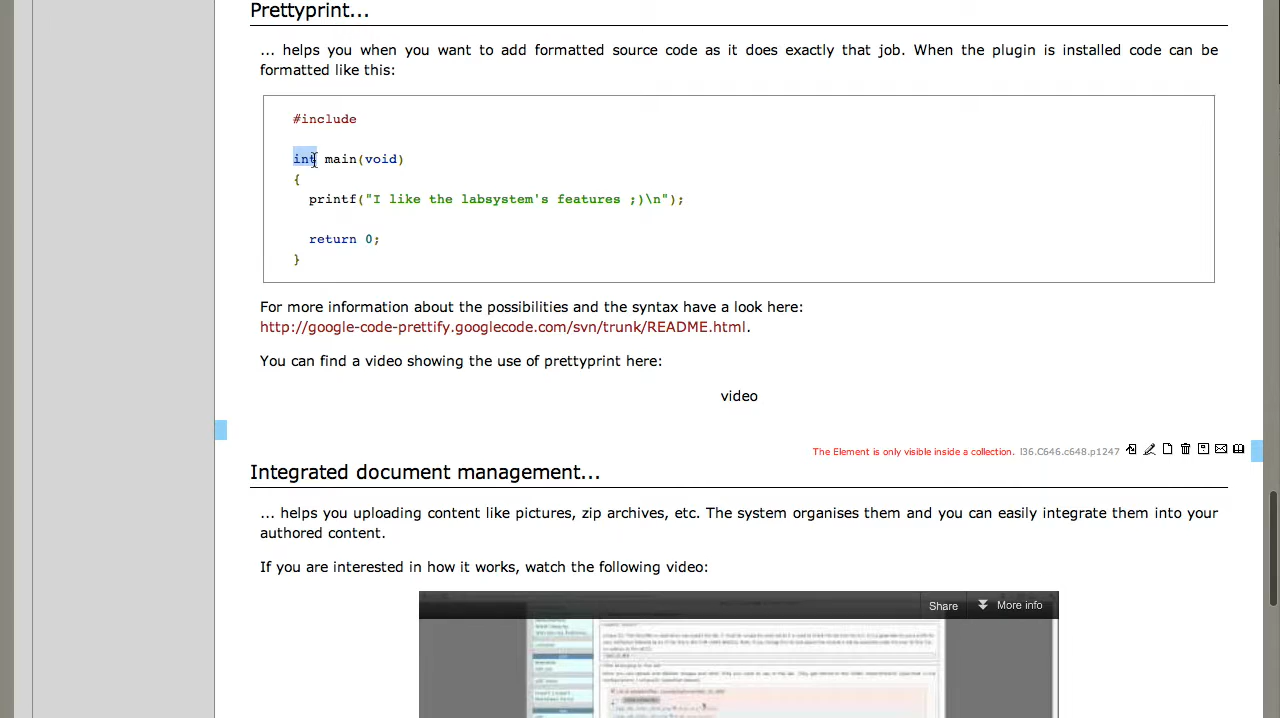 Prettyprint...
... helps you when you want to add formatted source code as it does exactly that job. When the plugin is installed code can be
formatted like this:
#include
int main(void)
{
printf("I like the labsystem's features ;)\n");
return 0;
}
For more information about the possibilities and the syntax have a look here:
http://google-code-prettify.googlecode.com/svn/trunk/README.html.
You can find a video showing the use of prettyprint here:
video
The Element is only visible inside a collection. l36.C646.c648.p1247
Integrated document management...
... helps you uploading content like pictures, zip archives, etc. The system organises them and you can easily integrate them into your
authored content.
If you are interested in how it works, watch the following video:
Share More info